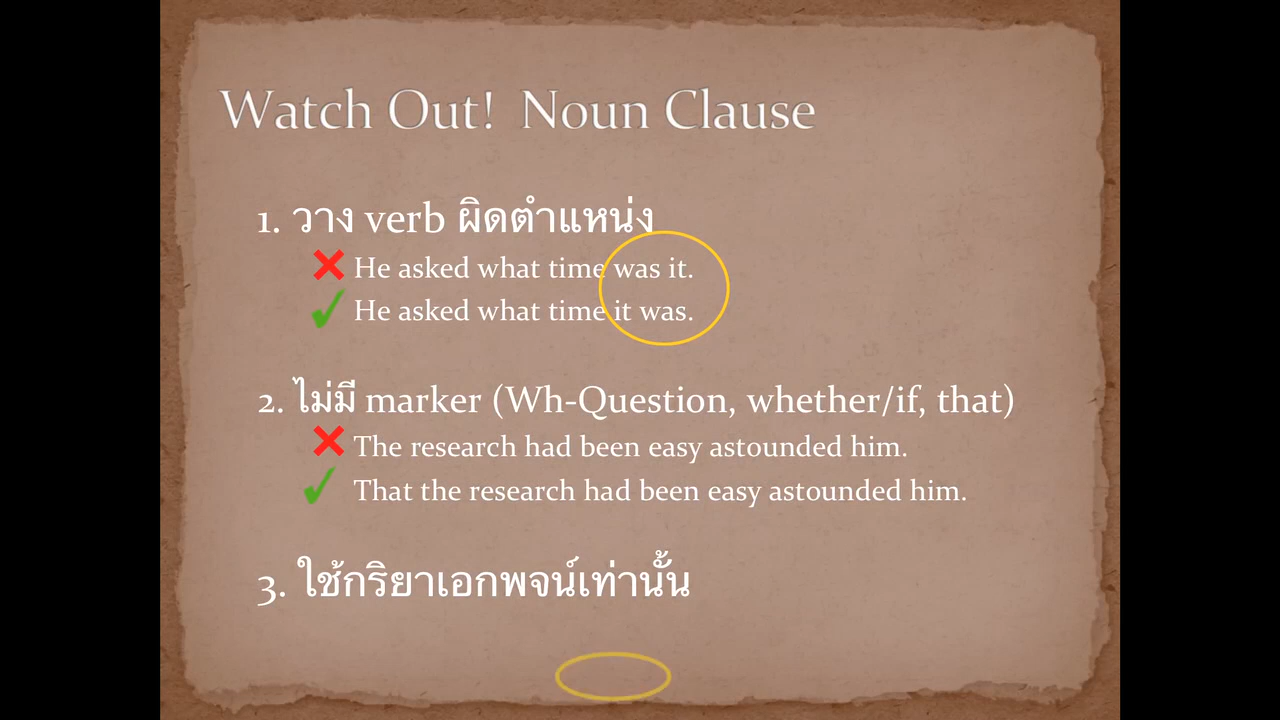 Watch Out! Noun Clause
1. วาง verb ผิดตำแหน่ง
He asked what time was it.
He asked what time it was.
2. ไม่มี marker (Wh-Question, whether/if, that)
The research had been easy astounded him.
That the research had been easy astounded him.
3. ใช้กริยาเอกพจน์เท่านั้น